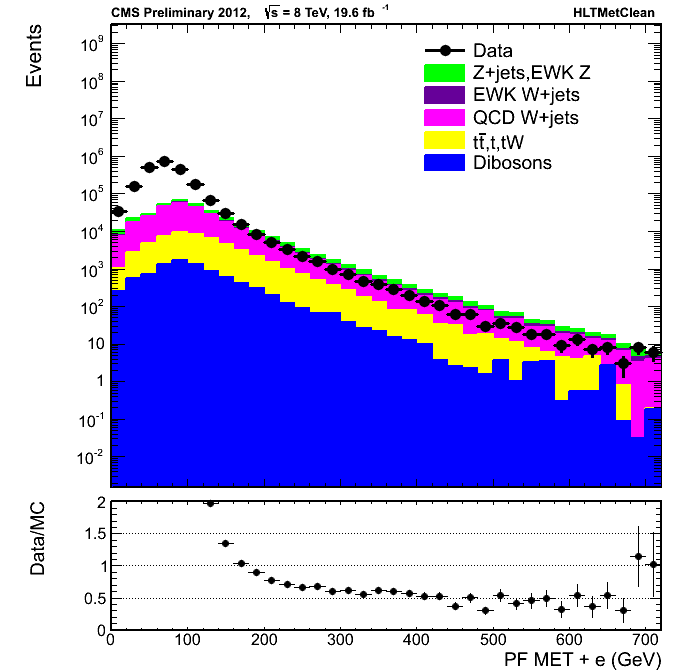 CMS Preliminary 2012, √s = 8 TeV, 19.6 fb⁻¹ HLTMetClean
Events
10⁹
10⁸
10⁷
10⁶
10⁵
10⁴
10³
10²
10
1
10⁻¹
10⁻²
Data
Z+jets,EWK Z
EWK W+jets
QCD W+jets
tt̄,t,tW
Dibosons
Data/MC
2
1.5
1
0.5
0
0 100 200 300 400 500 600 700
PF MET + e (GeV)